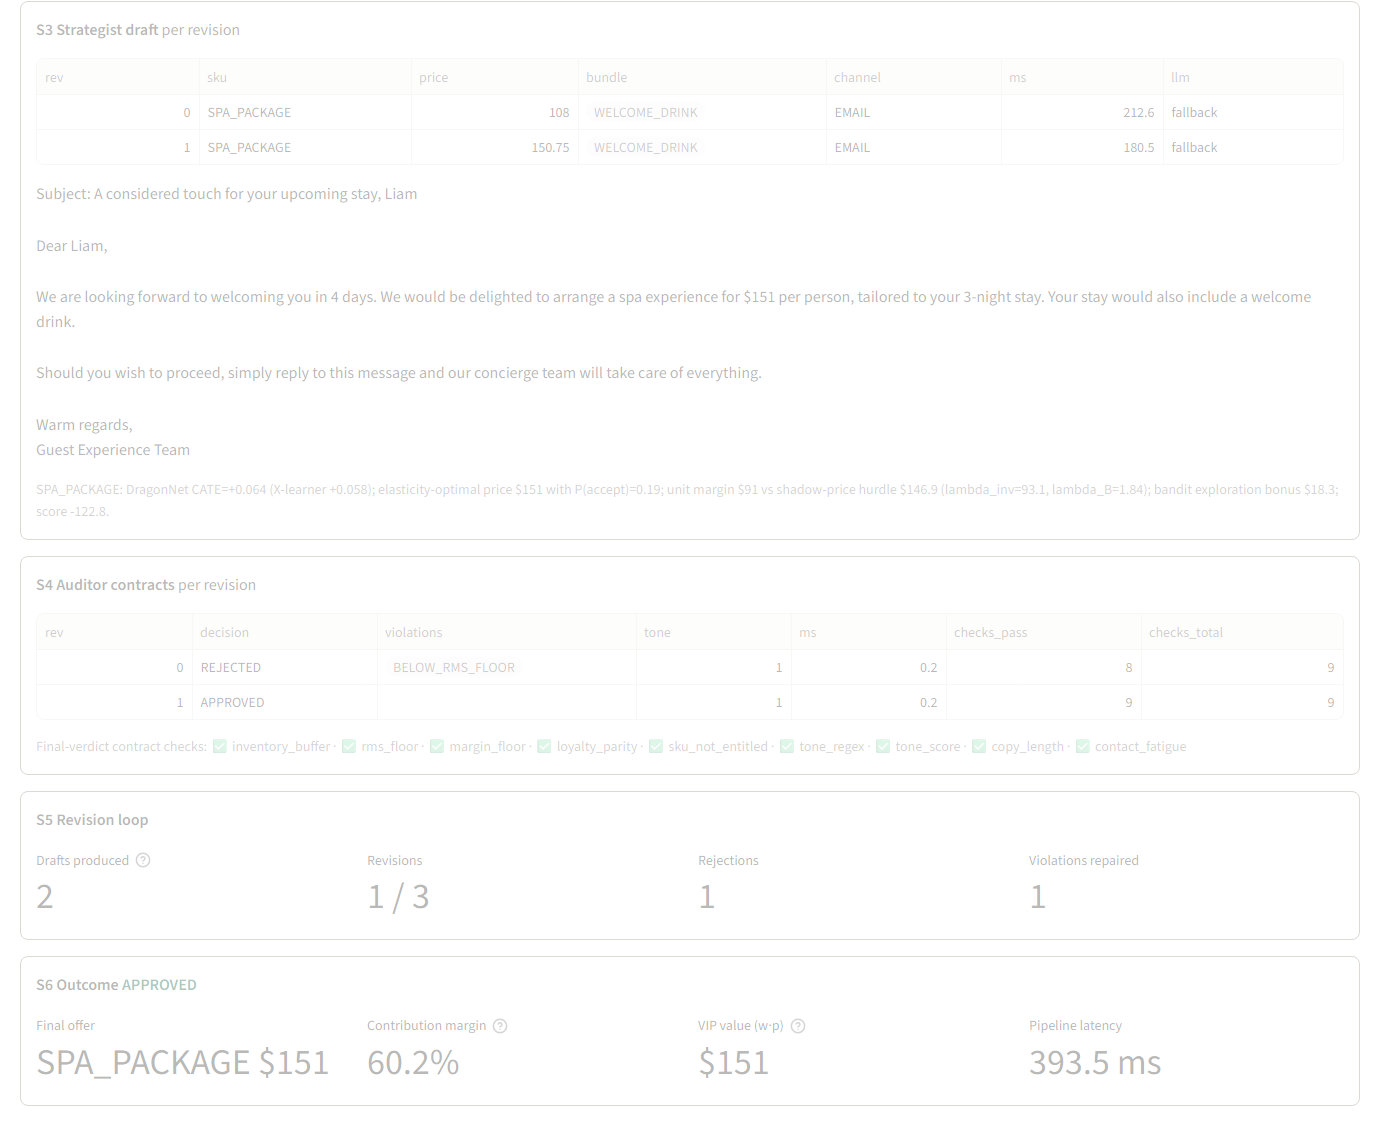 S3 Strategist draft per revision
rev sku price bundle channel ms llm
0 SPA_PACKAGE 108 WELCOME_DRINK EMAIL 212.6 fallback
1 SPA_PACKAGE 150.75 WELCOME_DRINK EMAIL 180.5 fallback
Subject: A considered touch for your upcoming stay, Liam
Dear Liam,
We are looking forward to welcoming you in 4 days. We would be delighted to arrange a spa experience for $151 per person, tailored to your 3-night stay. Your stay would also include a welcome
drink.
Should you wish to proceed, simply reply to this message and our concierge team will take care of everything.
Warm regards,
Guest Experience Team
SPA_PACKAGE: DragonNet CATE=+0.064 (X-learner +0.058); elasticity-optimal price $151 with P(accept)=0.19; unit margin $91 vs shadow-price hurdle $146.9 (lambda_inv=93.1, lambda_B=1.84); bandit exploration bonus $18.3;
score -122.8.
S4 Auditor contracts per revision
rev decision violations tone ms checks_pass checks_total
0 REJECTED BELOW_RMS_FLOOR 1 0.2 8 9
1 APPROVED 1 0.2 9 9
Final-verdict contract checks: ✅ inventory_buffer · ✅ rms_floor · ✅ margin_floor · ✅ loyalty_parity · ✅ sku_not_entitled · ✅ tone_regex · ✅ tone_score · ✅ copy_length · ✅ contact_fatigue
S5 Revision loop
Drafts produced Revisions Rejections Violations repaired
2 1 / 3 1 1
S6 Outcome APPROVED
Final offer Contribution margin VIP value (w·p) Pipeline latency
SPA_PACKAGE $151 60.2% $151 393.5 ms